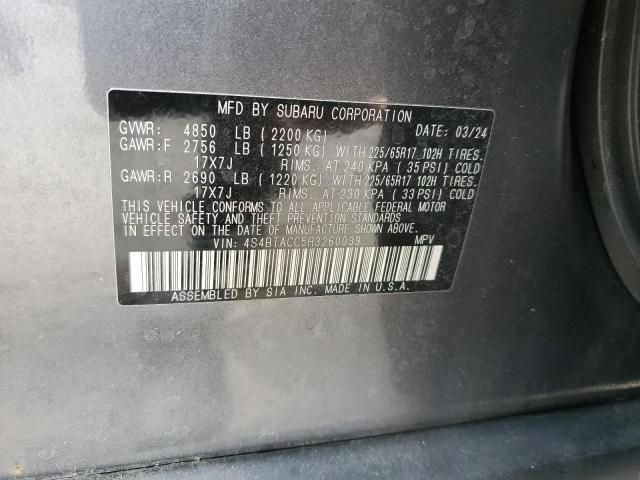 MFD BY SUBARU CORPORATION
GVWR: 4850 LB ( 2200 KG) DATE: 03/24
GAWR:F 2756 LB ( 1250 KG) WITH 225/65R17 102H TIRES.
17X7J RIMS. AT 240 KPA ( 35 PSI) COLD
GAWR:R 2690 LB ( 1220 KG) WITH 225/65R17 102H TIRES.
17X7J RIMS. AT 230 KPA ( 33 PSI) COLD
THIS VEHICLE CONFORMS TO ALL APPLICABLE FEDERAL MOTOR
VEHICLE SAFETY AND THEFT PREVENTION STANDARDS
IN EFFECT ON THE DATE OF MANUFACTURE SHOWN ABOVE.
VIN: 4S4BTACC5R3260039 MPV
ASSEMBLED BY SIA INC. MADE IN U.S.A.